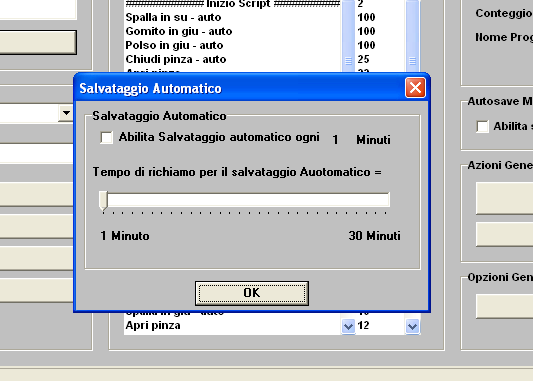 ############# Inizio Script ############# 2
Spalla in su - auto 100
Gomito in giu - auto 100
Polso in giu - auto 100
Chiudi pinza - auto 25
Conteggio
Nome Prog
Salvataggio Automatico
Salvataggio Automatico
Abilita Salvataggio automatico ogni 1 Minuti
Tempo di richiamo per il salvataggio Auotomatico =
1 Minuto 30 Minuti
OK
Autosave M
Abilita s
Azioni Gene
Opzioni Gen
Spalla in giu - auto
Apri pinza 12